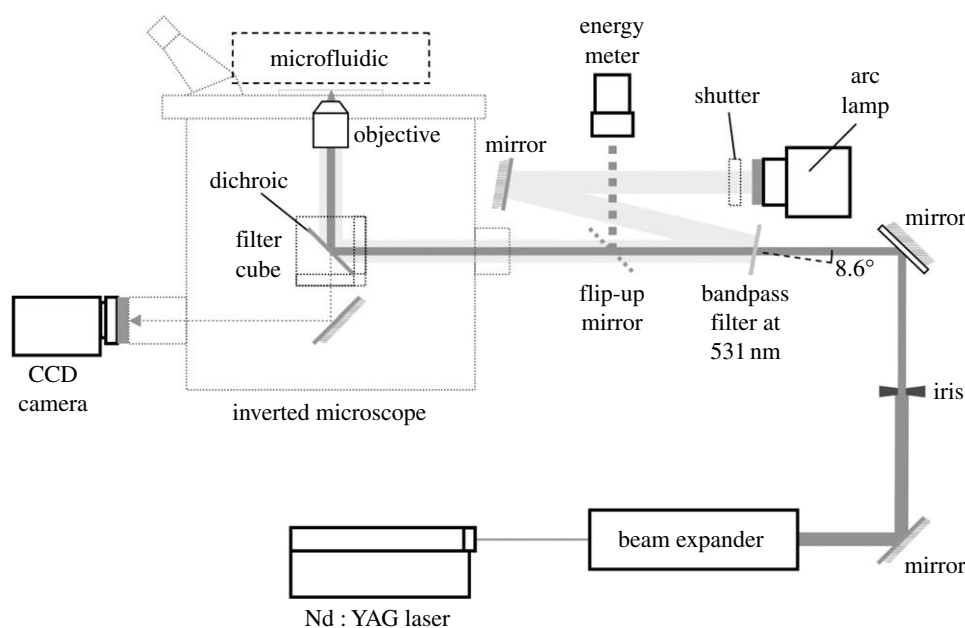 energy
meter
microfluidic
arc
lamp
shutter
objective
mirror
dichroic
mirror
filter
cube
8.6°
flip-up
mirror
bandpass
filter at
531 nm
CCD
camera
inverted microscope
iris
beam expander
mirror
Nd : YAG laser